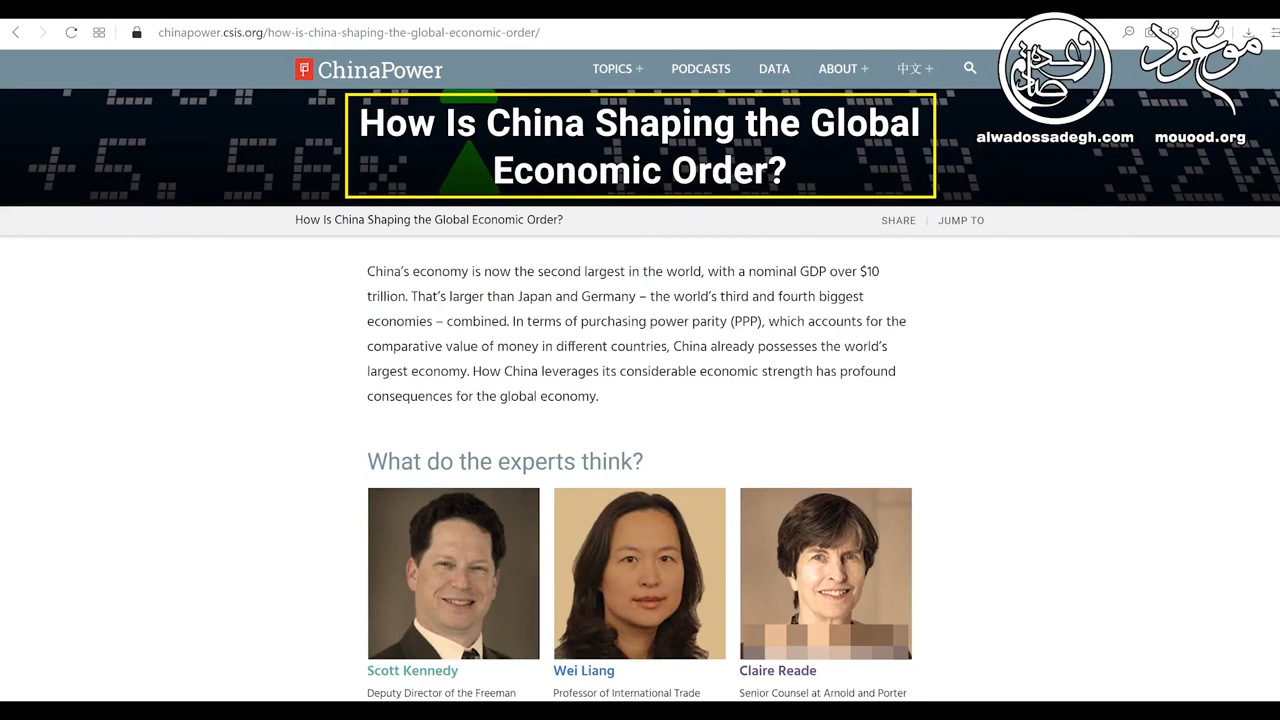 chinapower.csis.org/how-is-china-shaping-the-global-economic-order/
ChinaPower
TOPICS +
PODCASTS
DATA
ABOUT +
中文 +
وعده صادق
موعود
alwadossadegh.com
mouood.org
+5.56%
How Is China Shaping the Global
Economic Order?
How Is China Shaping the Global Economic Order?
SHARE
JUMP TO
China's economy is now the second largest in the world, with a nominal GDP over $10
trillion. That's larger than Japan and Germany – the world's third and fourth biggest
economies – combined. In terms of purchasing power parity (PPP), which accounts for the
comparative value of money in different countries, China already possesses the world's
largest economy. How China leverages its considerable economic strength has profound
consequences for the global economy.
What do the experts think?
Scott Kennedy
Wei Liang
Claire Reade
Deputy Director of the Freeman
Professor of International Trade
Senior Counsel at Arnold and Porter